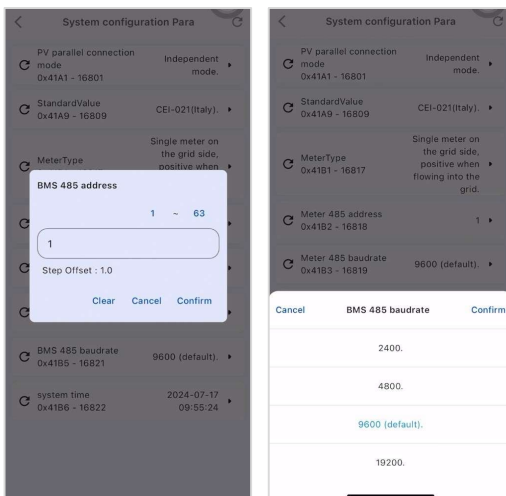 System configuration Para
PV parallel connection
mode
0x41A1 - 16801
Independent
mode.
StandardValue
0x41A9 - 16809
CEI-021(Italy).
MeterType
Single meter on
the grid side,
positive when
BMS 485 address
1 ~ 63
1
Step Offset : 1.0
Clear Cancel Confirm
BMS 485 baudrate
0x41B5 - 16821
9600 (default).
system time
0x41B6 - 16822
2024-07-17
09:55:24
System configuration Para
PV parallel connection
mode
0x41A1 - 16801
Independent
mode.
StandardValue
0x41A9 - 16809
CEI-021(Italy).
MeterType
0x41B1 - 16817
Single meter on
the grid side,
positive when
flowing into the
grid.
Meter 485 address
0x41B2 - 16818
1
Meter 485 baudrate
0x41B3 - 16819
9600 (default).
Cancel BMS 485 baudrate Confirm
2400.
4800.
9600 (default).
19200.